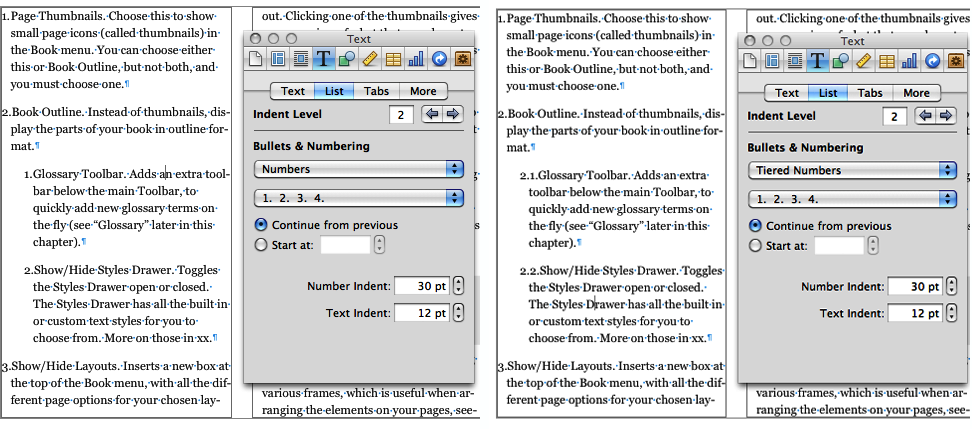 1.Page Thumbnails. Choose this to show
small page icons (called thumbnails) in
the Book menu. You can choose either
this or Book Outline, but not both, and
you must choose one.¶
2.Book Outline. Instead of thumbnails, dis-
play the parts of your book in outline for-
mat.¶
1.Glossary Toolbar. Adds an extra tool-
bar below the main Toolbar, to
quickly add new glossary terms on
the fly (see “Glossary” later in this
chapter).¶
2.Show/Hide Styles Drawer. Toggles
the Styles Drawer open or closed.
The Styles Drawer has all the built in
or custom text styles for you to
choose from. More on those in xx.¶
3.Show/Hide Layouts. Inserts a new box at
the top of the Book menu, with all the dif-
ferent page options for your chosen lay-
out. Clicking one of the thumbnails gives
Text
Text List Tabs More
Indent Level 2
Bullets & Numbering
Numbers
1. 2. 3. 4.
Continue from previous
Start at:
Number Indent: 30 pt
Text Indent: 12 pt
various frames, which is useful when ar-
ranging the elements on your pages, see-
1.Page Thumbnails. Choose this to show
small page icons (called thumbnails) in
the Book menu. You can choose either
this or Book Outline, but not both, and
you must choose one.¶
2.Book Outline. Instead of thumbnails, dis-
play the parts of your book in outline for-
mat.¶
2.1.Glossary Toolbar. Adds an extra
toolbar below the main Toolbar, to
quickly add new glossary terms on
the fly (see “Glossary” later in this
chapter).¶
2.2.Show/Hide Styles Drawer. Toggles
the Styles Drawer open or closed.
The Styles Drawer has all the built in
or custom text styles for you to
choose from. More on those in xx.¶
3.Show/Hide Layouts. Inserts a new box at
the top of the Book menu, with all the dif-
ferent page options for your chosen lay-
out. Clicking one of the thumbnails gives
Text
Text List Tabs More
Indent Level 2
Bullets & Numbering
Tiered Numbers
1. 2. 3. 4.
Continue from previous
Start at:
Number Indent: 30 pt
Text Indent: 12 pt
various frames, which is useful when ar-
ranging the elements on your pages, see-